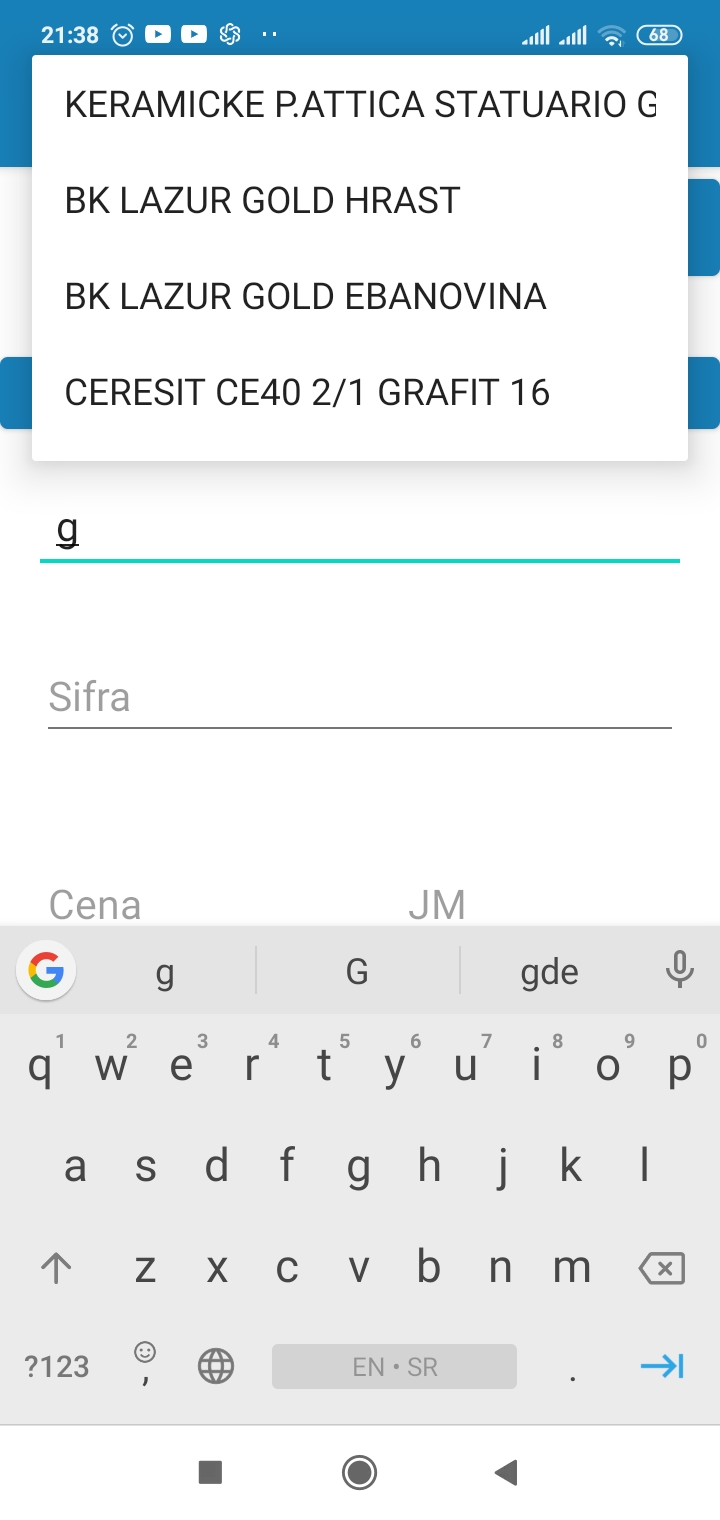 21:38 68
KERAMICKE P.ATTICA STATUARIO G
BK LAZUR GOLD HRAST
BK LAZUR GOLD EBANOVINA
CERESIT CE40 2/1 GRAFIT 16
g
Sifra
Cena JM
g G gde
1 2 3 4 5 6 7 8 9 0
q w e r t y u i o p
a s d f g h j k l
z x c v b n m
?123 , EN • SR .